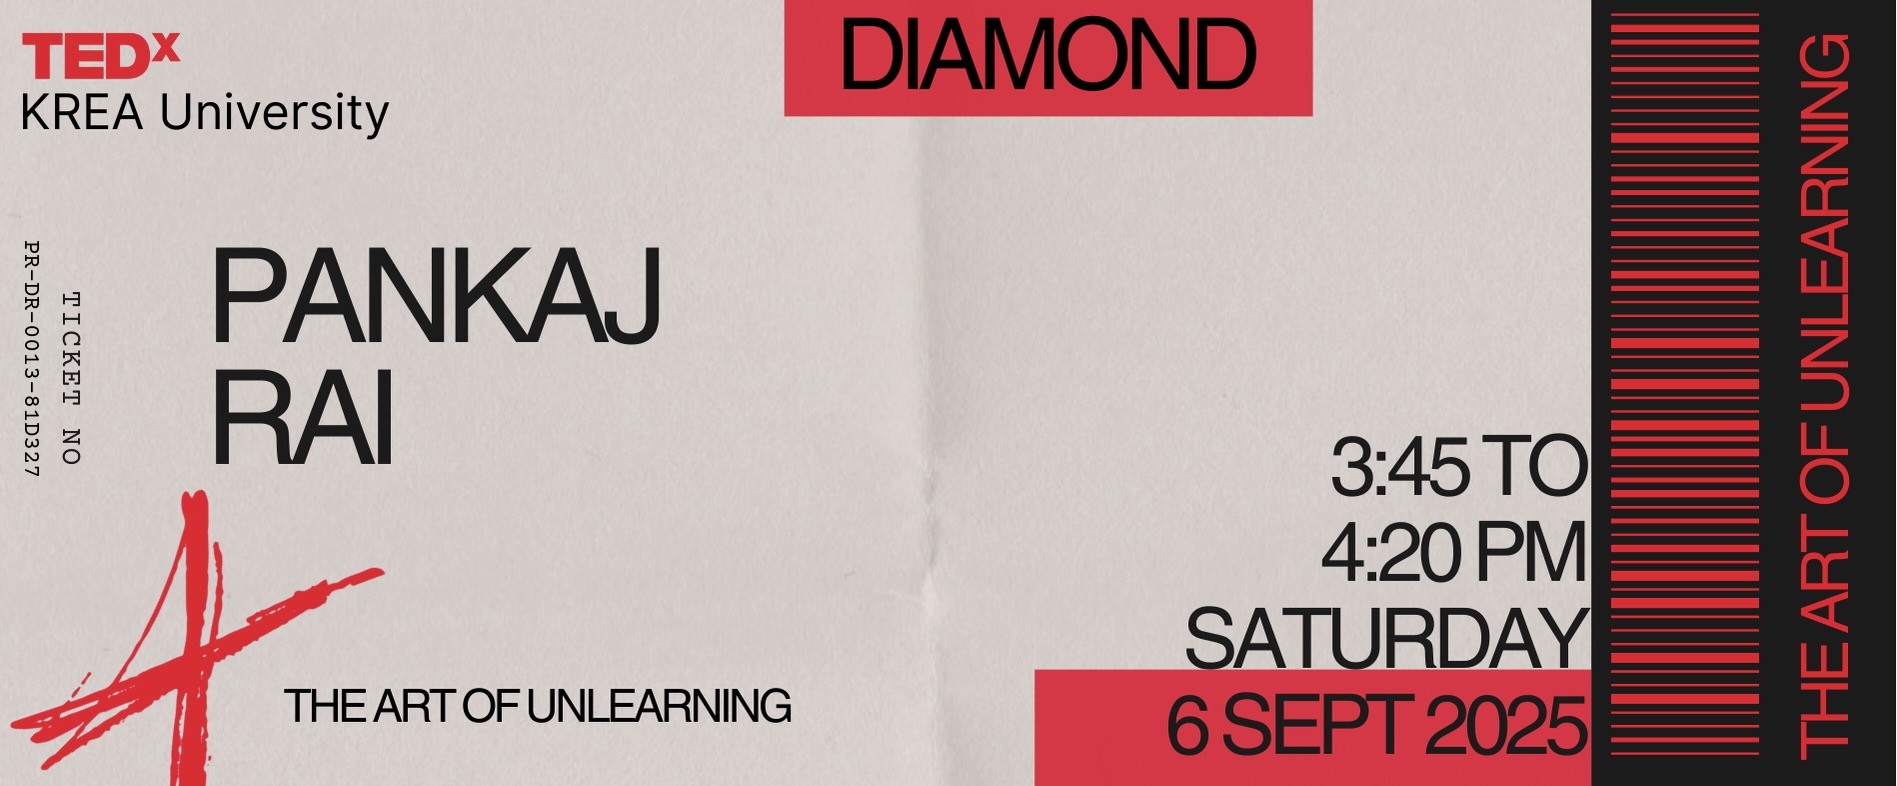 TEDx
KREA University
DIAMOND
PR-DR-0013-81D327
TICKET NO
PANKAJ
RAI
THE ART OF UNLEARNING
3:45 TO
4:20 PM
SATURDAY
6 SEPT 2025
THE ART OF UNLEARNING